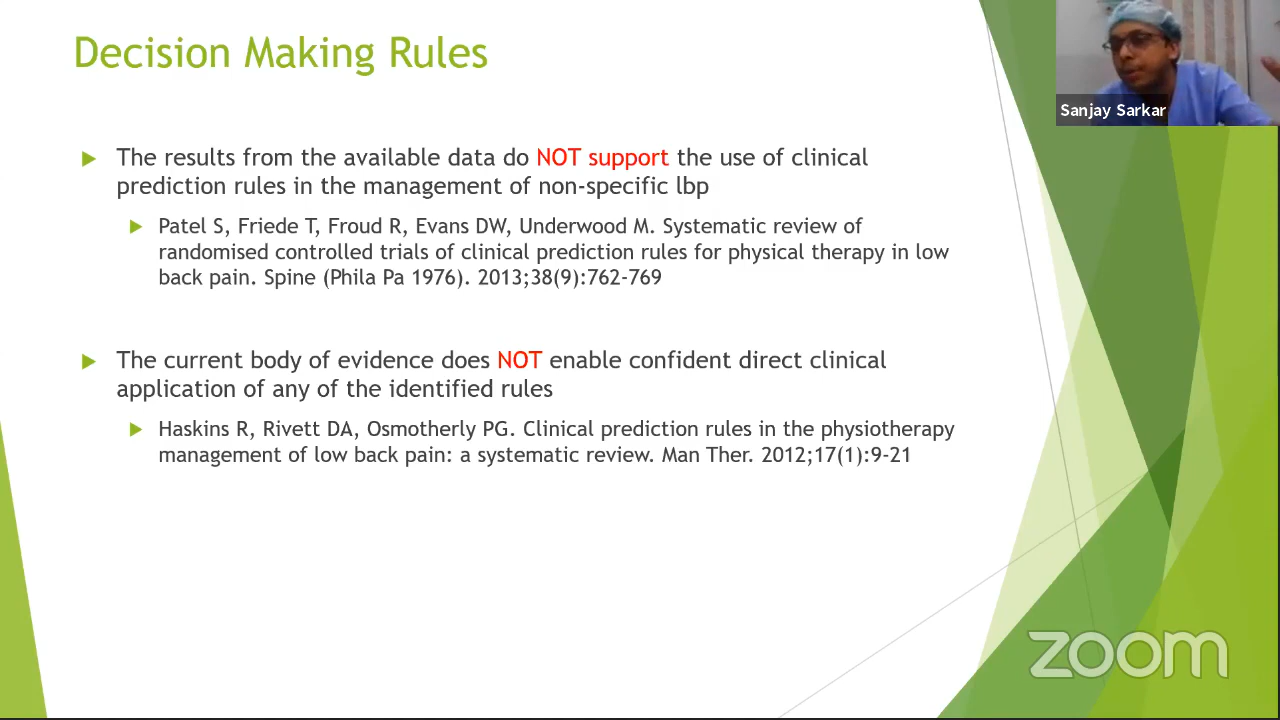 Decision Making Rules
The results from the available data do NOT support the use of clinical
prediction rules in the management of non-specific lbp
Patel S, Friede T, Froud R, Evans DW, Underwood M. Systematic review of
randomised controlled trials of clinical prediction rules for physical therapy in low
back pain. Spine (Phila Pa 1976). 2013;38(9):762-769
The current body of evidence does NOT enable confident direct clinical
application of any of the identified rules
Haskins R, Rivett DA, Osmotherly PG. Clinical prediction rules in the physiotherapy
management of low back pain: a systematic review. Man Ther. 2012;17(1):9-21
Sanjay Sarkar
zoom